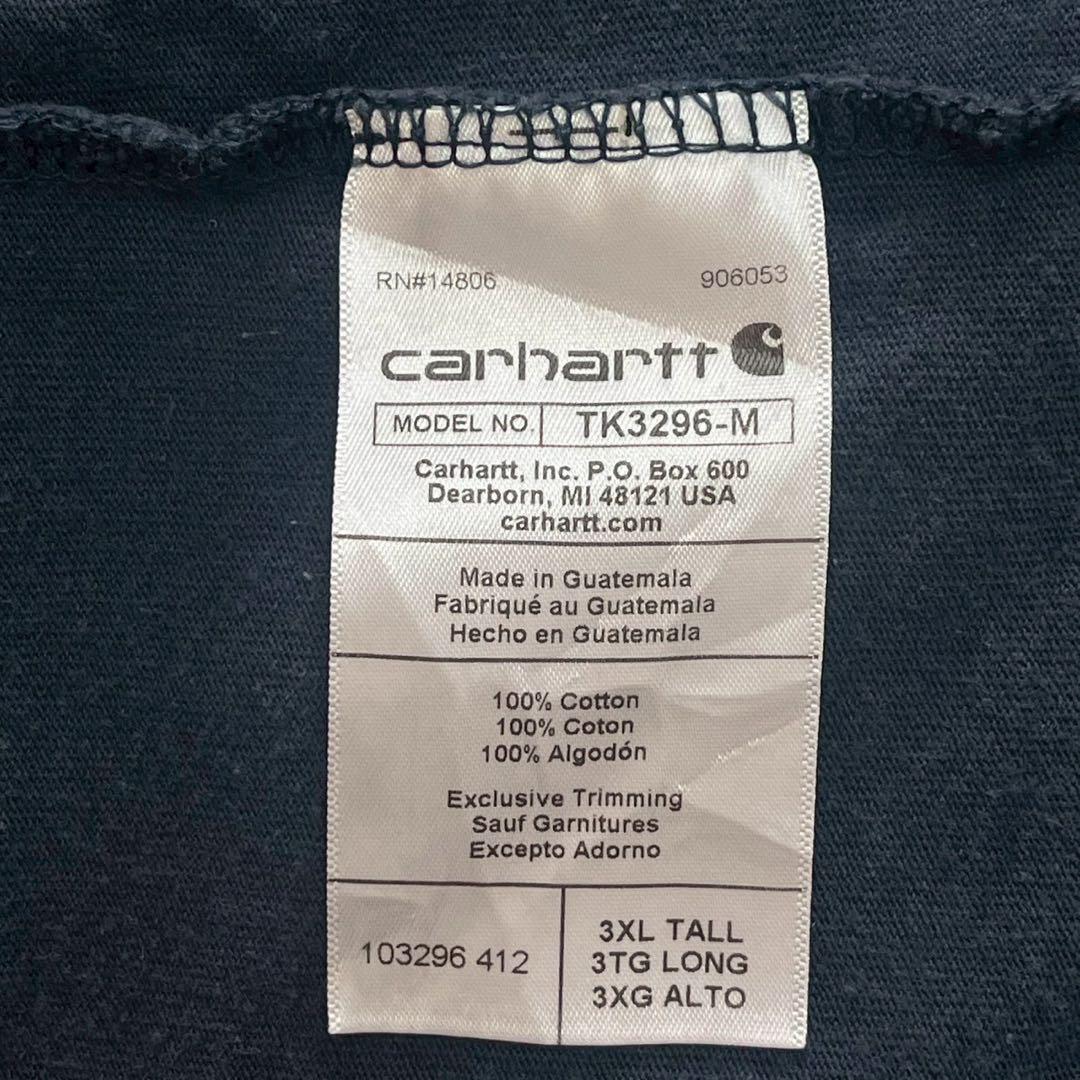 RN#14806 906053
carhartt
MODEL NO. TK3296-M
Carhartt, Inc. P.O. Box 600
Dearborn, MI 48121 USA
carhartt.com
Made in Guatemala
Fabriqué au Guatemala
Hecho en Guatemala
100% Cotton
100% Coton
100% Algodón
Exclusive Trimming
Sauf Garnitures
Excepto Adorno
103296 412
3XL TALL
3TG LONG
3XG ALTO